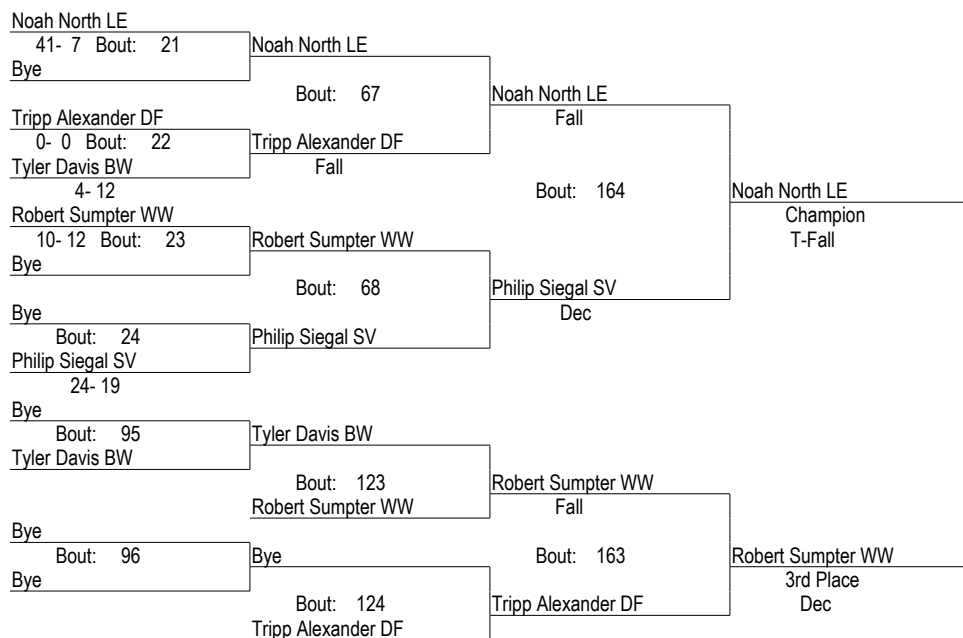 Noah North LE
41- 7 Bout: 21 Noah North LE
Bye
Bout: 67 Noah North LE
Tripp Alexander DF Fall
0- 0 Bout: 22 Tripp Alexander DF
Tyler Davis BW Fall
4- 12 Bout: 164 Noah North LE
Robert Sumpter WW Champion
10- 12 Bout: 23 Robert Sumpter WW T-Fall
Bye
Bout: 68 Philip Siegal SV
Bye Dec
Bout: 24 Philip Siegal SV
Philip Siegal SV
24- 19
Bye
Bout: 95 Tyler Davis BW
Tyler Davis BW
Bout: 123 Robert Sumpter WW
Robert Sumpter WW Fall
Bye
Bout: 96 Bye Bout: 163 Robert Sumpter WW
Bye 3rd Place
Bout: 124 Tripp Alexander DF Dec
Tripp Alexander DF